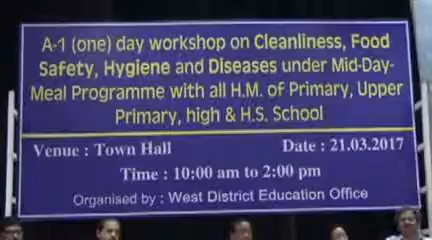 A-1 (one) day workshop on Cleanliness, Food
Safety, Hygiene and Diseases under Mid-Day-
Meal Programme with all H.M. of Primary, Upper
Primary, high & H.S. School
Venue : Town Hall Date : 21.03.2017
Time : 10:00 am to 2:00 pm
Organised by : West District Education Office